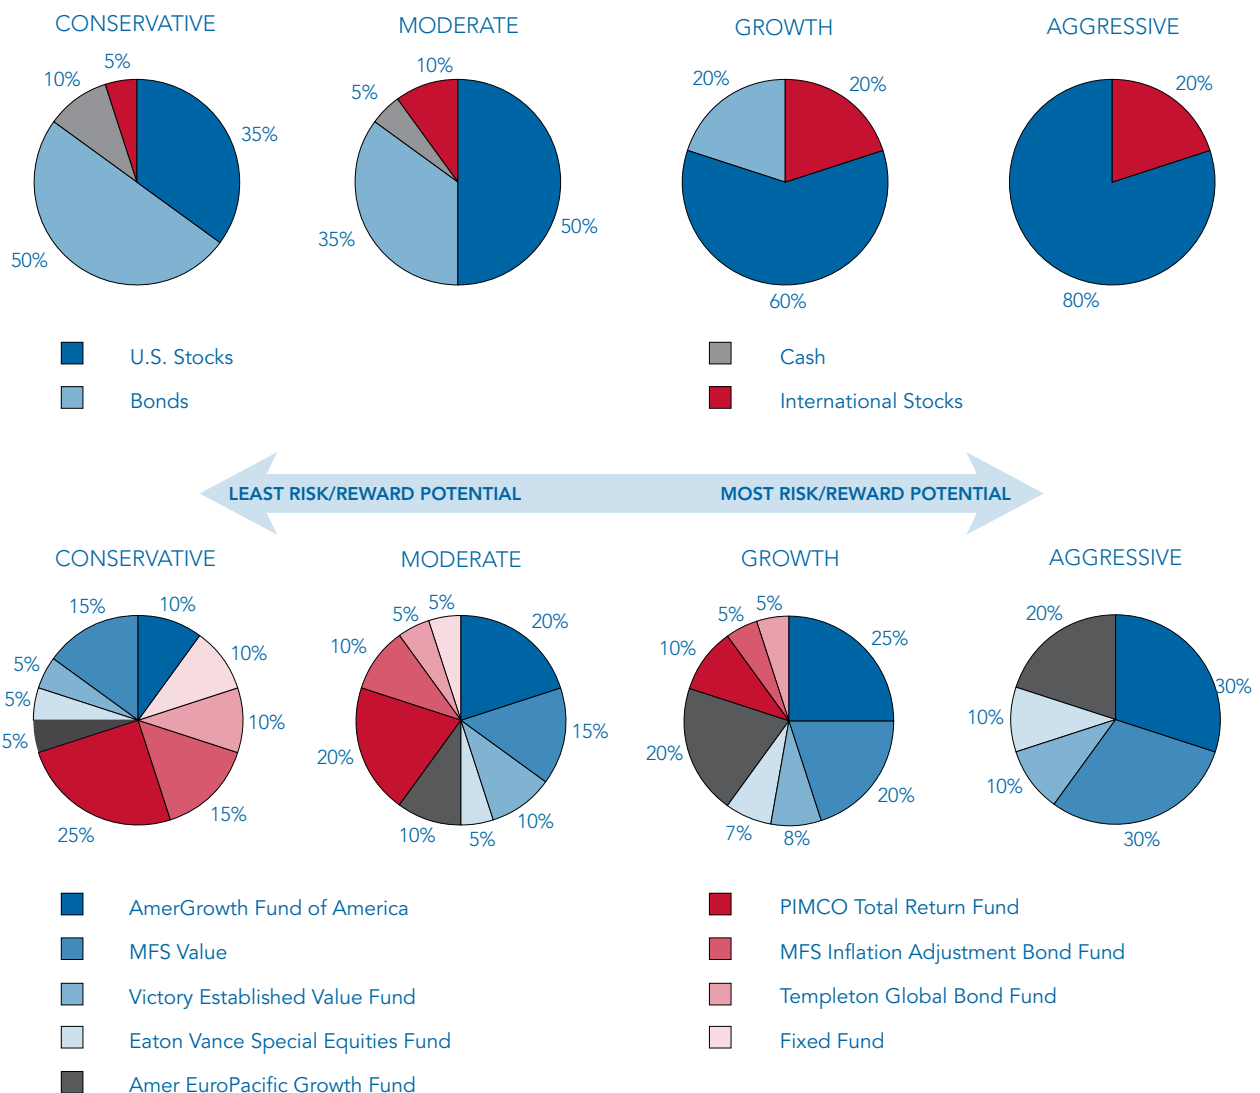 CONSERVATIVE
5%
10%
35%
50%
MODERATE
10%
5%
50%
35%
GROWTH
20%
20%
60%
AGGRESSIVE
20%
80%
U.S. Stocks
Bonds
Cash
International Stocks
LEAST RISK/REWARD POTENTIAL
MOST RISK/REWARD POTENTIAL
CONSERVATIVE
15%
10%
10%
5%
5%
10%
5%
15%
25%
MODERATE
5%
5%
20%
10%
15%
20%
10%
10%
5%
GROWTH
5%
5%
25%
10%
20%
20%
7%
8%
AGGRESSIVE
20%
30%
10%
10%
30%
AmerGrowth Fund of America
MFS Value
Victory Established Value Fund
Eaton Vance Special Equities Fund
Amer EuroPacific Growth Fund
PIMCO Total Return Fund
MFS Inflation Adjustment Bond Fund
Templeton Global Bond Fund
Fixed Fund